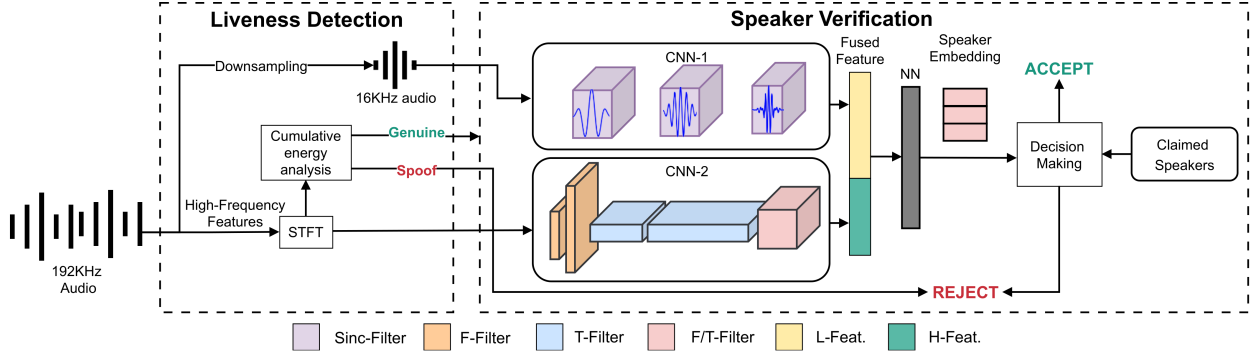 Liveness Detection
Speaker Verification
Downsampling
16KHz audio
Cumulative
energy
analysis
Genuine
Spoof
High-Frequency
Features
STFT
192KHz
Audio
CNN-1
CNN-2
Fused
Feature
NN
Speaker
Embedding
ACCEPT
Decision
Making
Claimed
Speakers
REJECT
Sinc-Filter
F-Filter
T-Filter
F/T-Filter
L-Feat.
H-Feat.